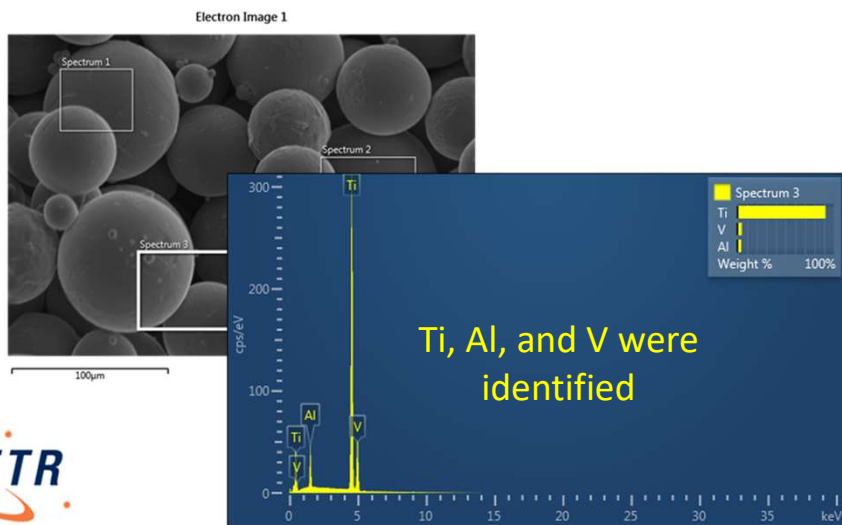 Electron Image 1
Spectrum 1
Spectrum 2
Spectrum 3
100µm
300
200
100
0
cps/eV
Ti
Al
Ti
V
V
Ti, Al, and V were
identified
Spectrum 3
Ti
V
Al
Weight % 100%
0 5 10 15 20 25 30 35 keV